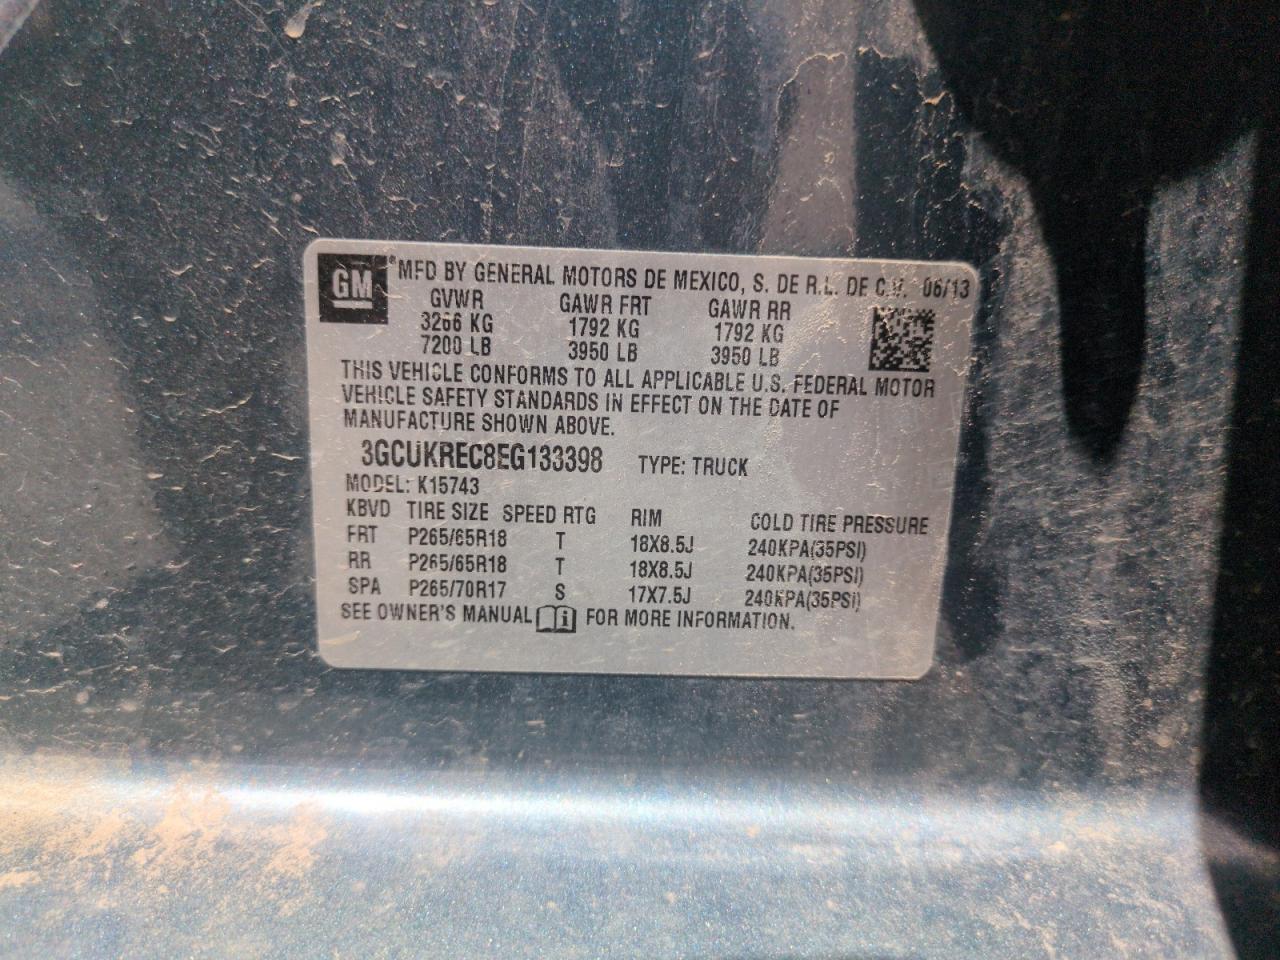 GM ® MFD BY GENERAL MOTORS DE MEXICO, S. DE R.L. DE C.V. 06/13
GVWR GAWR FRT GAWR RR
3266 KG 1792 KG 1792 KG
7200 LB 3950 LB 3950 LB
THIS VEHICLE CONFORMS TO ALL APPLICABLE U.S. FEDERAL MOTOR
VEHICLE SAFETY STANDARDS IN EFFECT ON THE DATE OF
MANUFACTURE SHOWN ABOVE.
3GCUKREC8EG133398 TYPE: TRUCK
MODEL: K15743
KBVD TIRE SIZE SPEED RTG RIM COLD TIRE PRESSURE
FRT P265/65R18 T 18X8.5J 240KPA(35PSI)
RR P265/65R18 T 18X8.5J 240KPA(35PSI)
SPA P265/70R17 S 17X7.5J 240KPA(35PSI)
SEE OWNER'S MANUAL i FOR MORE INFORMATION.